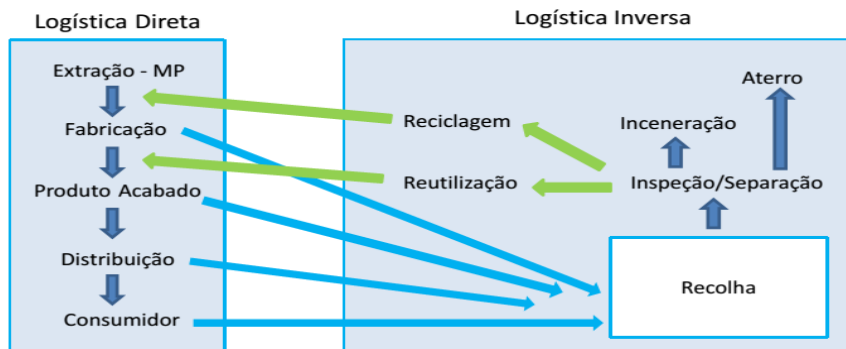 Logística Direta
Extração - MP
Fabricação
Produto Acabado
Distribuição
Consumidor
Logística Inversa
Aterro
Inceneração
Reciclagem
Reutilização
Inspeção/Separação
Recolha